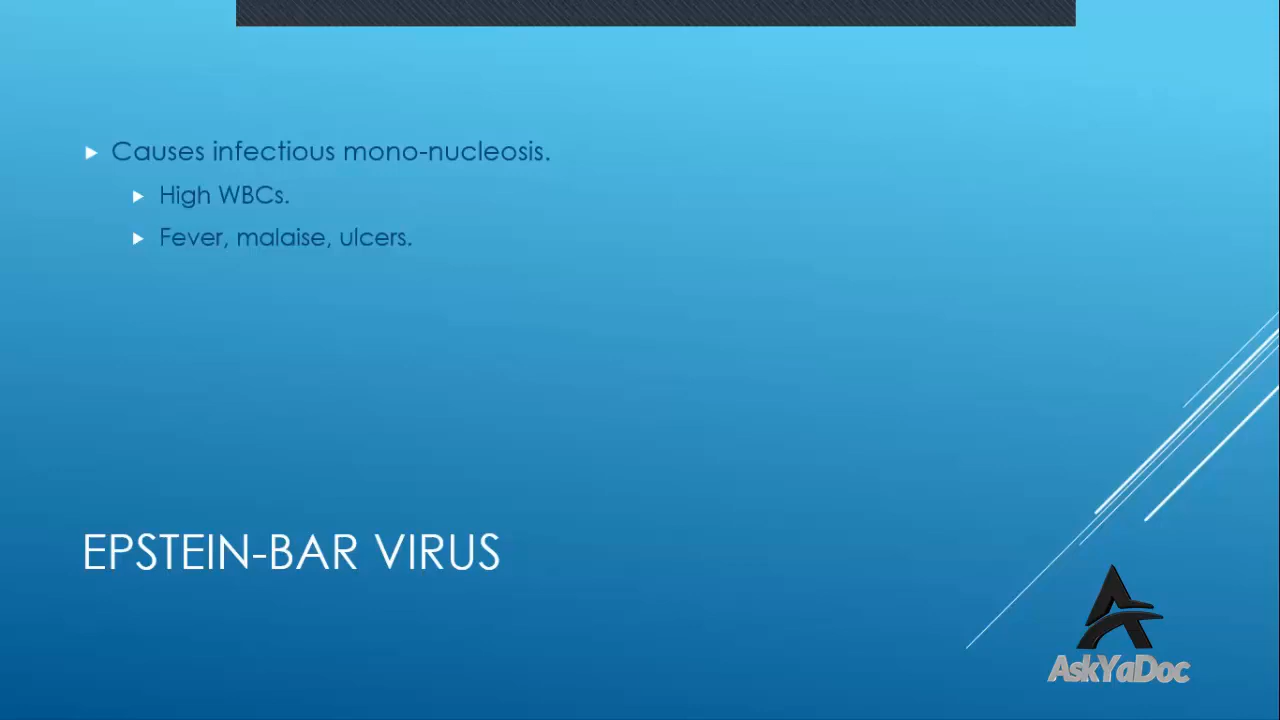 Causes infectious mono-nucleosis.
High WBCs.
Fever, malaise, ulcers.
EPSTEIN-BAR VIRUS
AskYaDoc